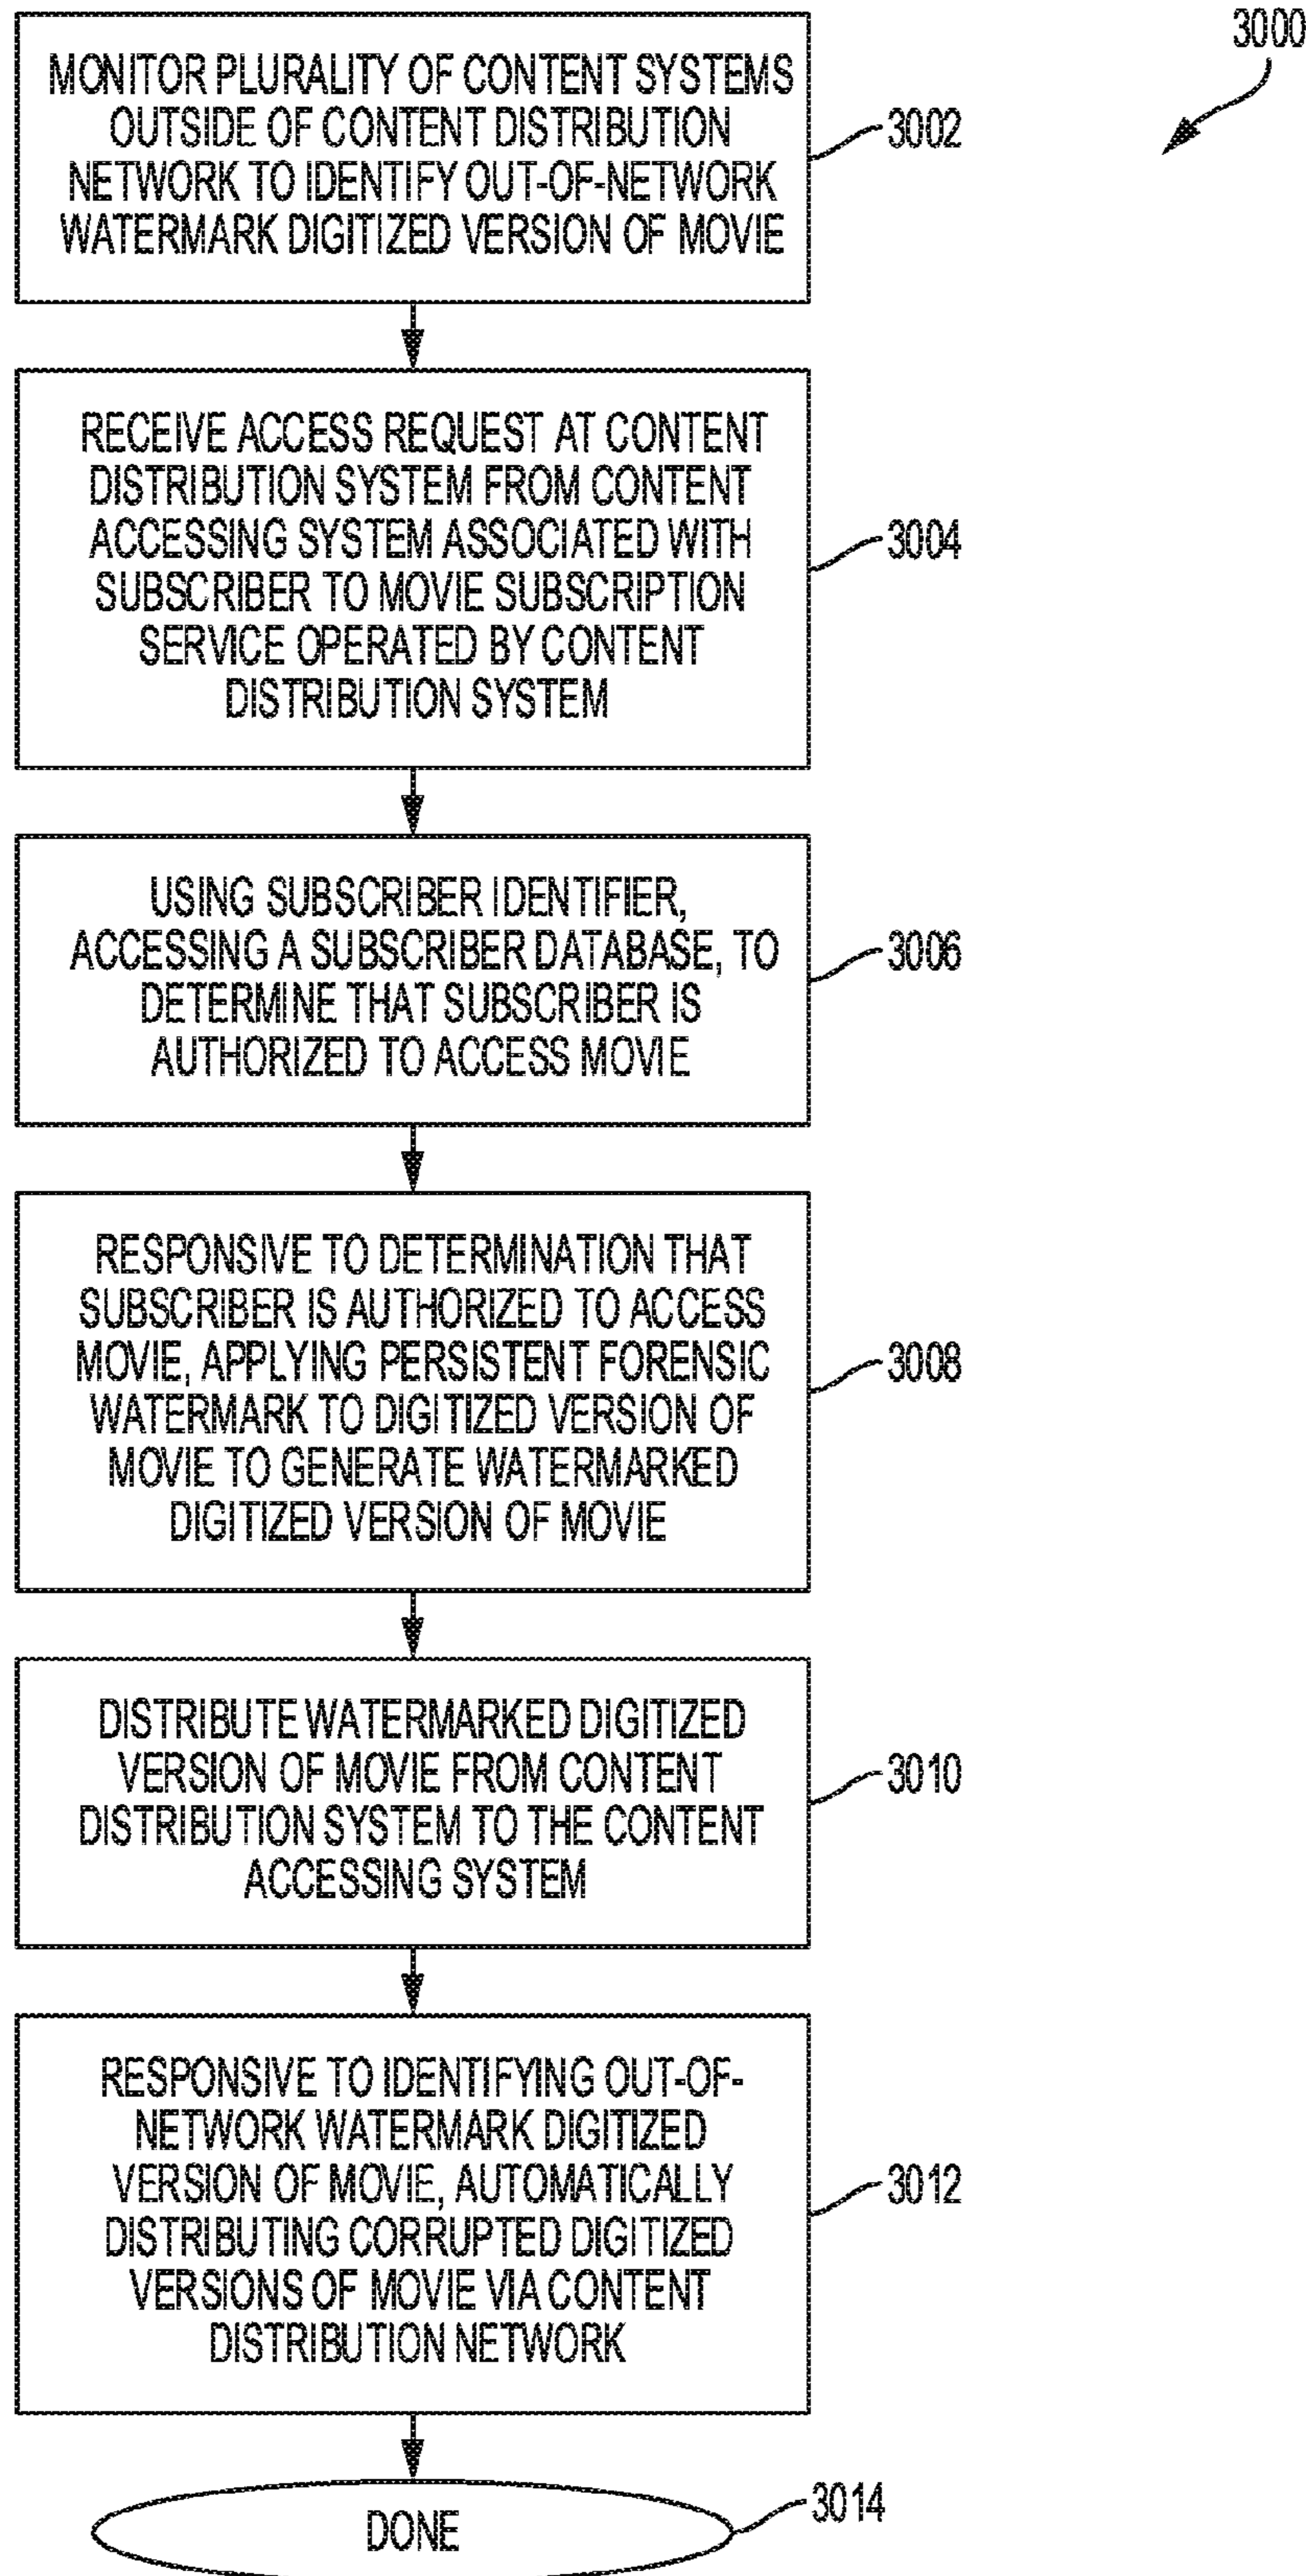 3000
MONITOR PLURALITY OF CONTENT SYSTEMS
OUTSIDE OF CONTENT DISTRIBUTION
NETWORK TO IDENTIFY OUT-OF-NETWORK
WATERMARK DIGITIZED VERSION OF MOVIE
3002
RECEIVE ACCESS REQUEST AT CONTENT
DISTRIBUTION SYSTEM FROM CONTENT
ACCESSING SYSTEM ASSOCIATED WITH
SUBSCRIBER TO MOVIE SUBSCRIPTION
SERVICE OPERATED BY CONTENT
DISTRIBUTION SYSTEM
3004
USING SUBSCRIBER IDENTIFIER,
ACCESSING A SUBSCRIBER DATABASE, TO
DETERMINE THAT SUBSCRIBER IS
AUTHORIZED TO ACCESS MOVIE
3006
RESPONSIVE TO DETERMINATION THAT
SUBSCRIBER IS AUTHORIZED TO ACCESS
MOVIE, APPLYING PERSISTENT FORENSIC
WATERMARK TO DIGITIZED VERSION OF
MOVIE TO GENERATE WATERMARKED
DIGITIZED VERSION OF MOVIE
3008
DISTRIBUTE WATERMARKED DIGITIZED
VERSION OF MOVIE FROM CONTENT
DISTRIBUTION SYSTEM TO THE CONTENT
ACCESSING SYSTEM
3010
RESPONSIVE TO IDENTIFYING OUT-OF-
NETWORK WATERMARK DIGITIZED
VERSION OF MOVIE, AUTOMATICALLY
DISTRIBUTING CORRUPTED DIGITIZED
VERSIONS OF MOVIE VIA CONTENT
DISTRIBUTION NETWORK
3012
DONE
3014